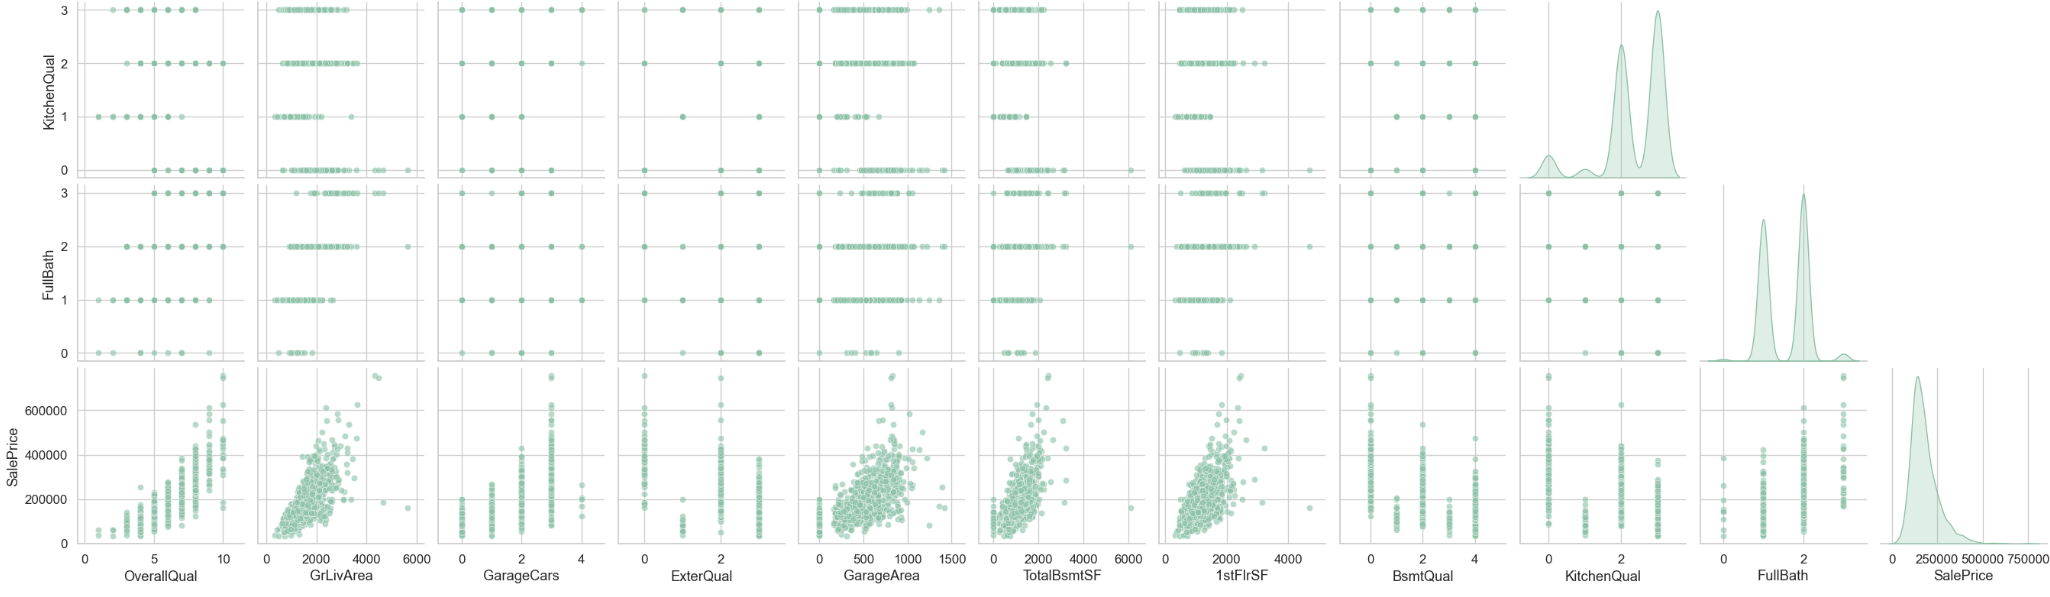 3
2
1
0
KitchenQual
3
2
1
0
FullBath
600000
400000
200000
0
SalePrice
0 5 10 0 2000 4000 6000 0 2 4 0 2 0 500 1000 1500 0 2000 4000 6000 0 2000 4000 0 2 4 0 2 0 2 0 250000 500000 750000
OverallQual GrLivArea GarageCars ExterQual GarageArea TotalBsmtSF 1stFlrSF BsmtQual KitchenQual FullBath SalePrice